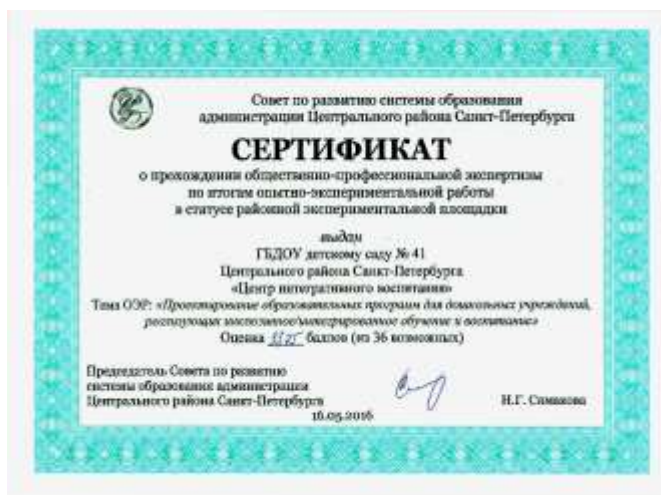 Совет по развитию системы образования
администрации Центрального района Санкт-Петербурга
СЕРТИФИКАТ
о прохождении общественно-профессиональной экспертизы
по итогам опытно-экспериментальной работы
в статусе районной экспериментальной площадки
выдан
ГБДОУ детскому саду № 41
Центрального района Санкт-Петербурга
«Центр интегративного воспитания»
Тема ОЭР: «Проектирование образовательных программ для дошкольных учреждений,
реализующих инклюзивное/интегрированное обучение и воспитание»
Оценка баллов (из 36 возможных)
Председатель Совета по развитию
системы образования администрации
Центрального района Санкт-Петербурга
Н.Г. Симакова
16.05.2016